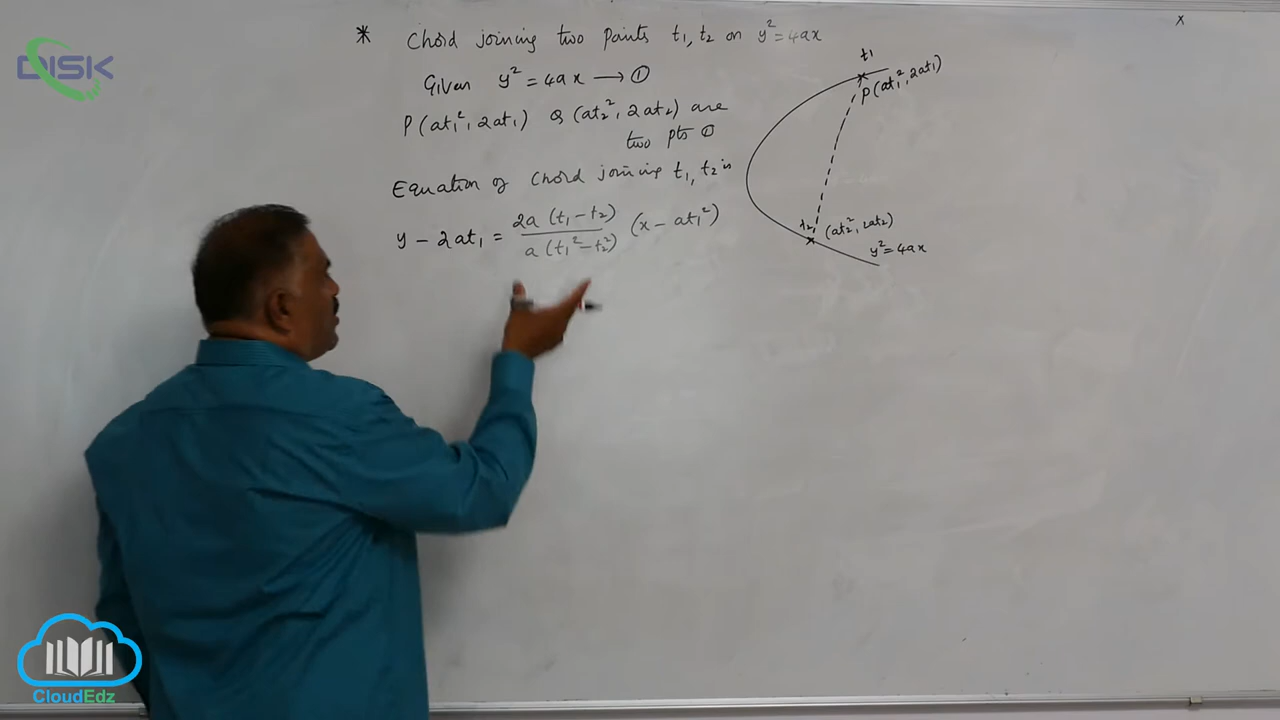 DISK
* Chord joining two Points t₁, t₂ on y² = 4ax
Given y² = 4ax ⟶ ①
P(at₁², 2at₁) Q(at₂², 2at₂) are
two pts ①
Equation of Chord joining t₁, t₂ is
y − 2at₁ = 2a(t₁ − t₂) / a(t₁² − t₂²) (x − at₁²)
x
t₁
P(at₁², 2at₁)
t₂ (at₂², 2at₂)
y² = 4ax
CloudEdz